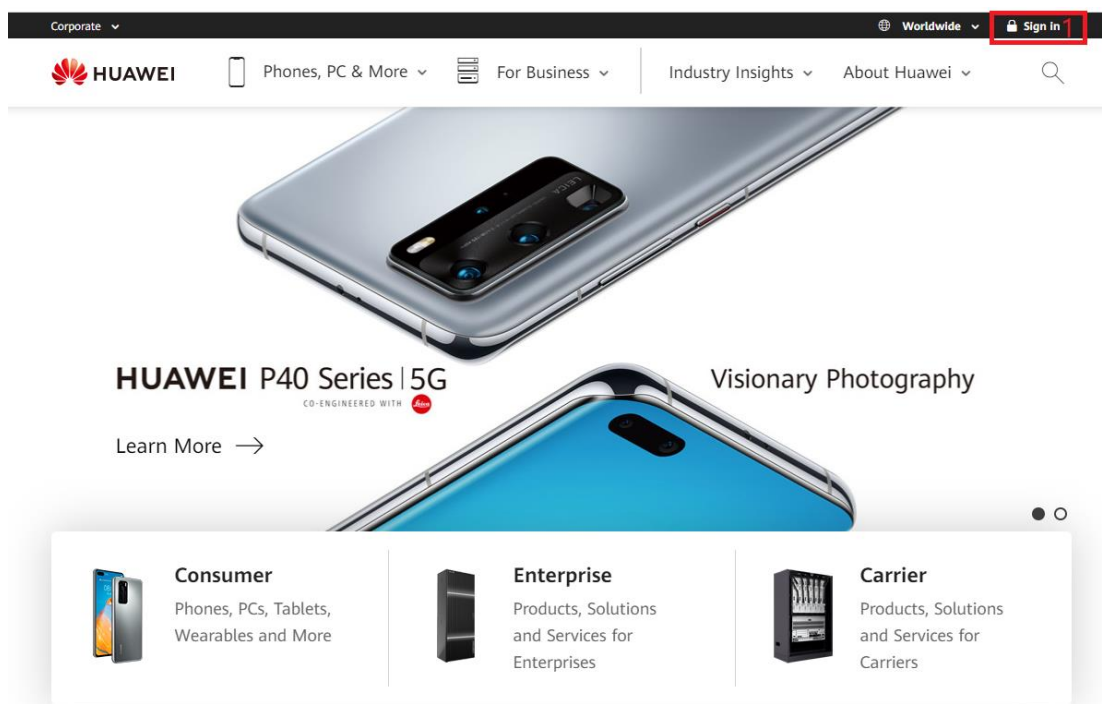 Corporate
Worldwide
Sign in 1
HUAWEI
Phones, PC & More
For Business
Industry Insights
About Huawei
LEICA
HUAWEI P40 Series | 5G
CO-ENGINEERED WITH Leica
Visionary Photography
Learn More →
Consumer
Phones, PCs, Tablets,
Wearables and More
Enterprise
Products, Solutions
and Services for
Enterprises
Carrier
Products, Solutions
and Services for
Carriers